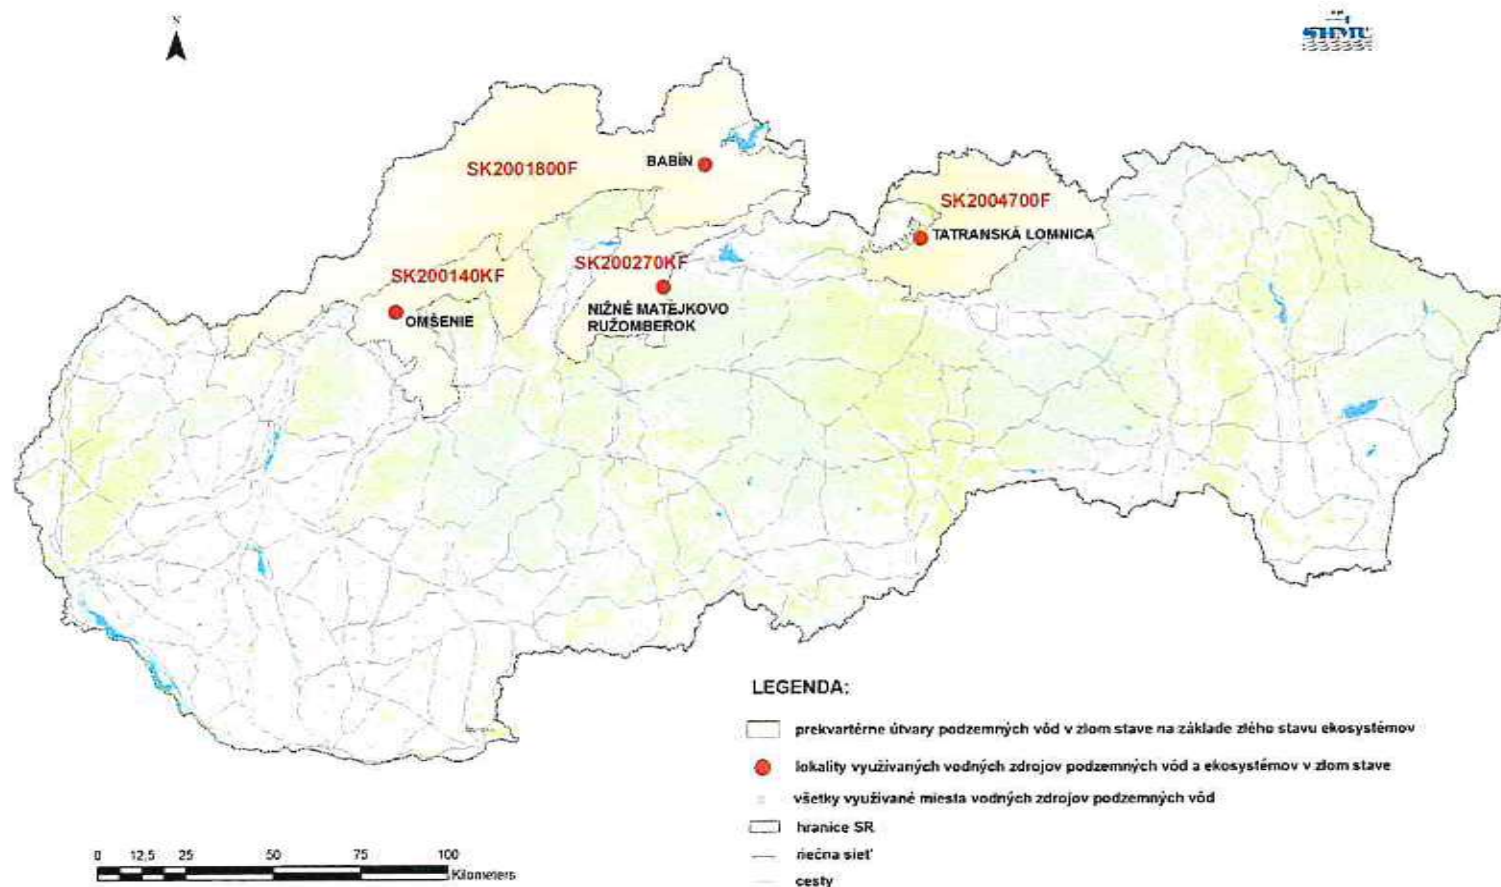 N
SHMÚ
SK2001800F
BABÍN
SK2004700F
TATRANSKÁ LOMNICA
SK200140KF
SK200270KF
OMŠENIE
NIŽNÉ MATEJKOVO
RUŽOMBEROK
LEGENDA:
prekvartérne útvary podzemných vôd v zlom stave na základe zlého stavu ekosystémov
lokality využívaných vodných zdrojov podzemných vôd a ekosystémov v zlom stave
všetky využívané miesta vodných zdrojov podzemných vôd
hranice SR
riečna sieť
cesty
0 12,5 25 50 75 100
Kilometers